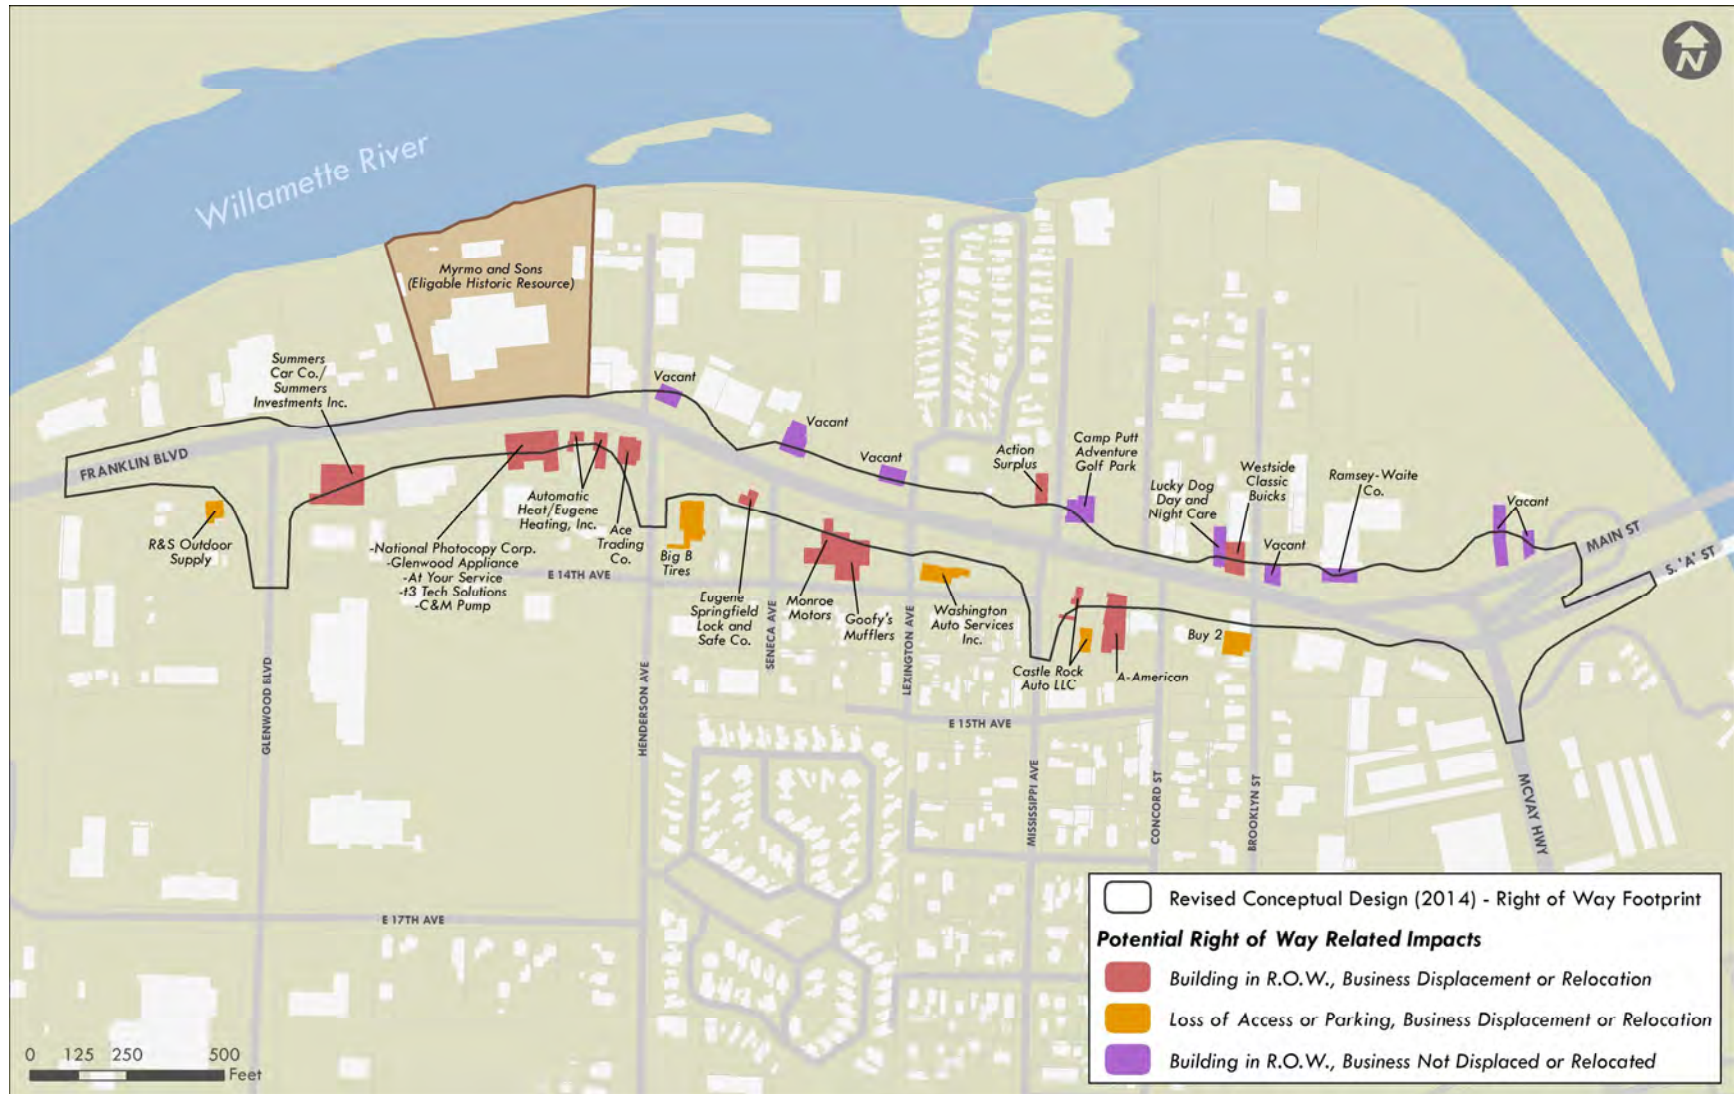 N
Willamette River
Myrmo and Sons
(Eligable Historic Resource)
Summers
Car Co./
Summers
Investments Inc.
Vacant
Vacant
Vacant
Action
Surplus
Camp Putt
Adventure
Golf Park
Lucky Dog
Day and
Night Care
Westside
Classic
Buicks
Ramsey-Waite
Co.
Vacant
Vacant
FRANKLIN BLVD
MAIN ST
S. 'A' ST
R&S Outdoor
Supply
-National Photocopy Corp.
-Glenwood Appliance
-At Your Service
-t3 Tech Solutions
-C&M Pump
Automatic
Heat/Eugene
Heating, Inc.
Ace
Trading
Co.
Big B
Tires
E 14TH AVE
Eugene
Springfield
Lock and
Safe Co.
Monroe
Motors
Goofy's
Mufflers
Washington
Auto Services
Inc.
Castle Rock
Auto LLC
A-American
Buy 2
GLENWOOD BLVD
HENDERSON AVE
SENECA AVE
LEXINGTON AVE
E 15TH AVE
MISSISSIPPI AVE
CONCORD ST
BROOKLYN ST
MCVAY HWY
E 17TH AVE
Revised Conceptual Design (2014) - Right of Way Footprint
Potential Right of Way Related Impacts
Building in R.O.W., Business Displacement or Relocation
Loss of Access or Parking, Business Displacement or Relocation
Building in R.O.W., Business Not Displaced or Relocated
0 125 250 500
Feet